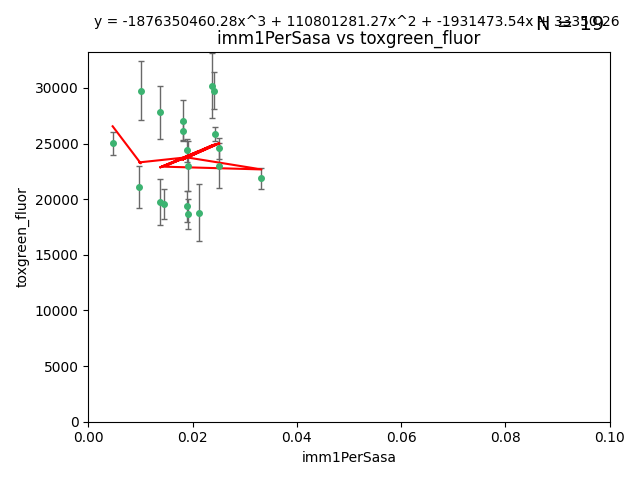 y = -1876350460.28x^3 + 110801281.27x^2 + -1931473.54x + 33350.26
N = 19
imm1PerSasa vs toxgreen_fluor
30000
25000
20000
15000
10000
5000
0
toxgreen_fluor
0.00 0.02 0.04 0.06 0.08 0.10
imm1PerSasa